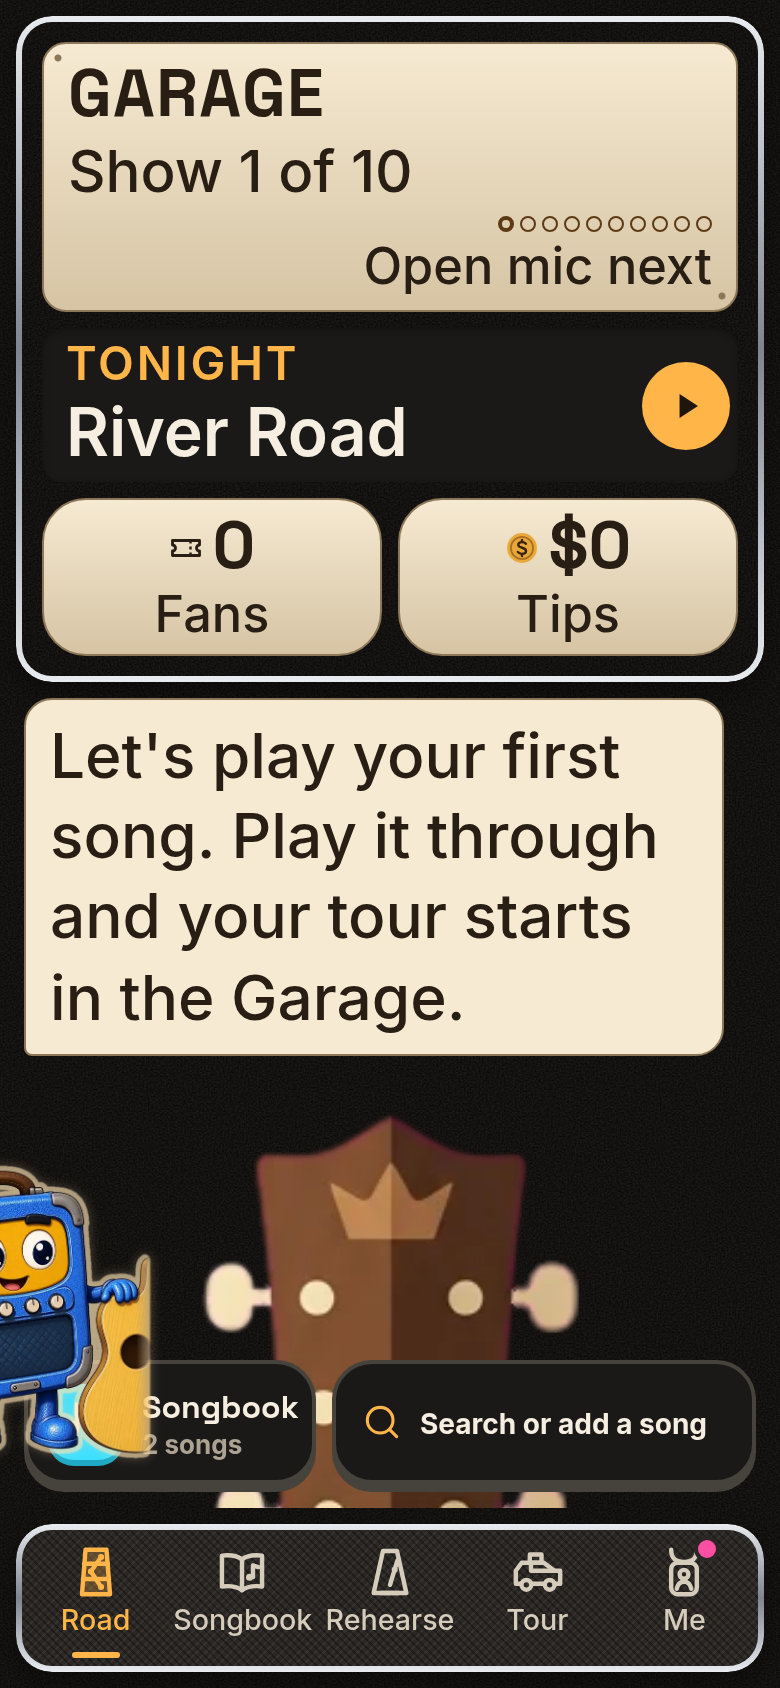 GARAGE
Show 1 of 10
Open mic next
TONIGHT
River Road
0
Fans
$0
Tips
Let's play your first
song. Play it through
and your tour starts
in the Garage.
Songbook
2 songs
Search or add a song
Road
Songbook
Rehearse
Tour
Me